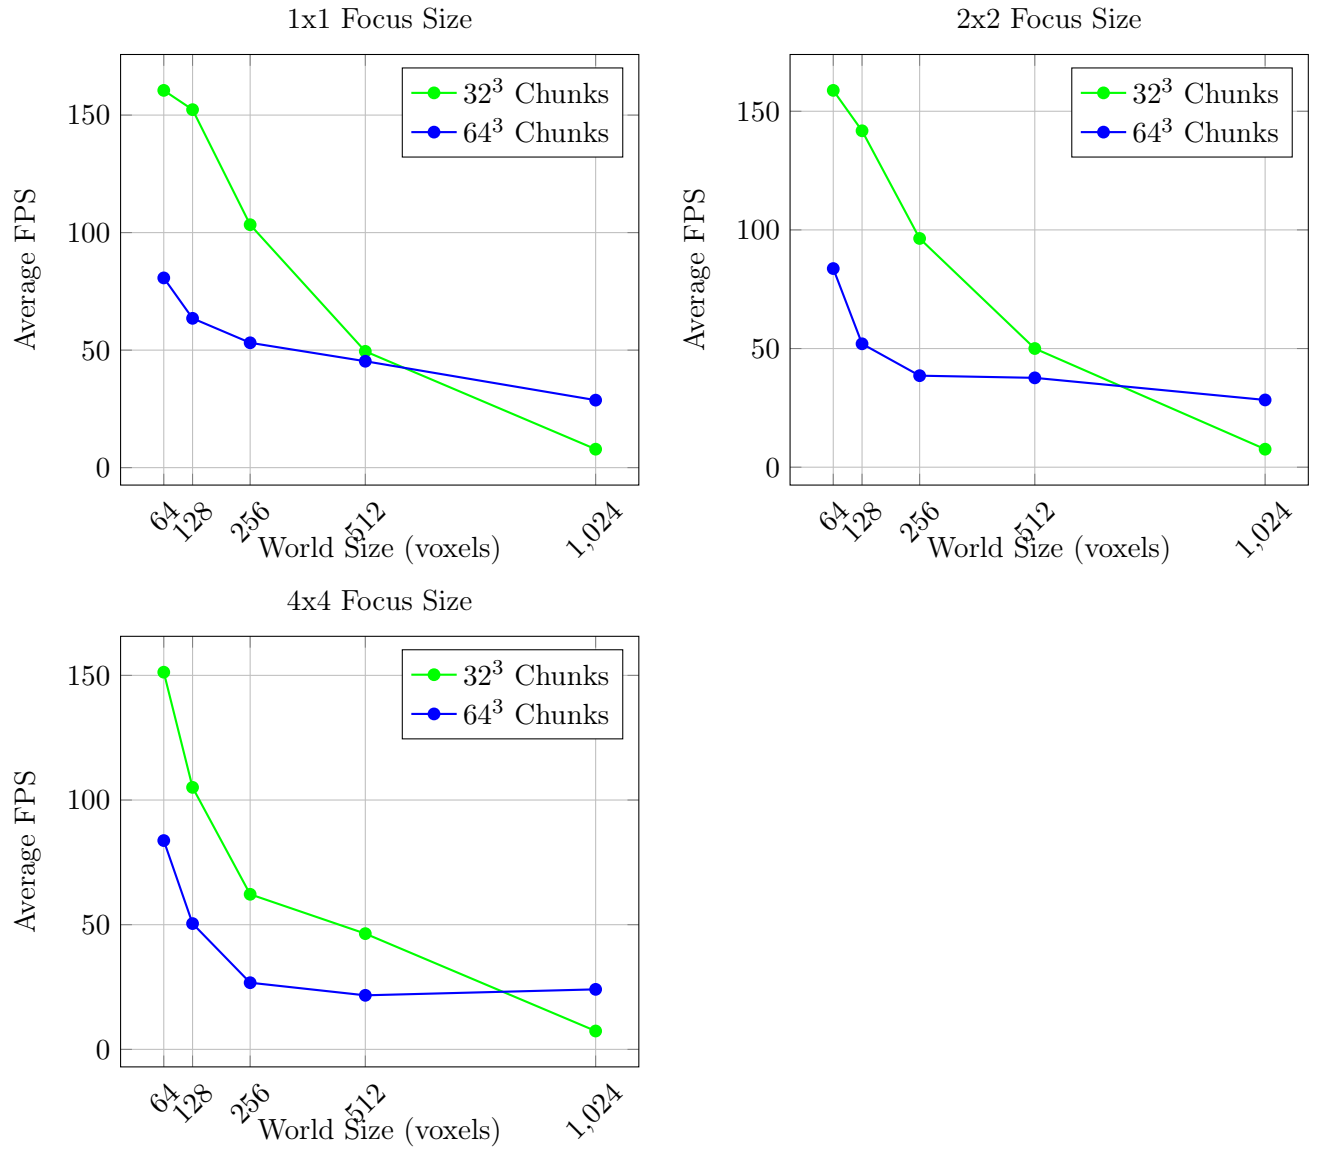 1x1 Focus Size
150
100
50
0
Average FPS
64
128
256
512
1,024
World Size (voxels)
32³ Chunks
64³ Chunks
2x2 Focus Size
150
100
50
0
Average FPS
64
128
256
512
1,024
World Size (voxels)
32³ Chunks
64³ Chunks
4x4 Focus Size
150
100
50
0
Average FPS
64
128
256
512
1,024
World Size (voxels)
32³ Chunks
64³ Chunks